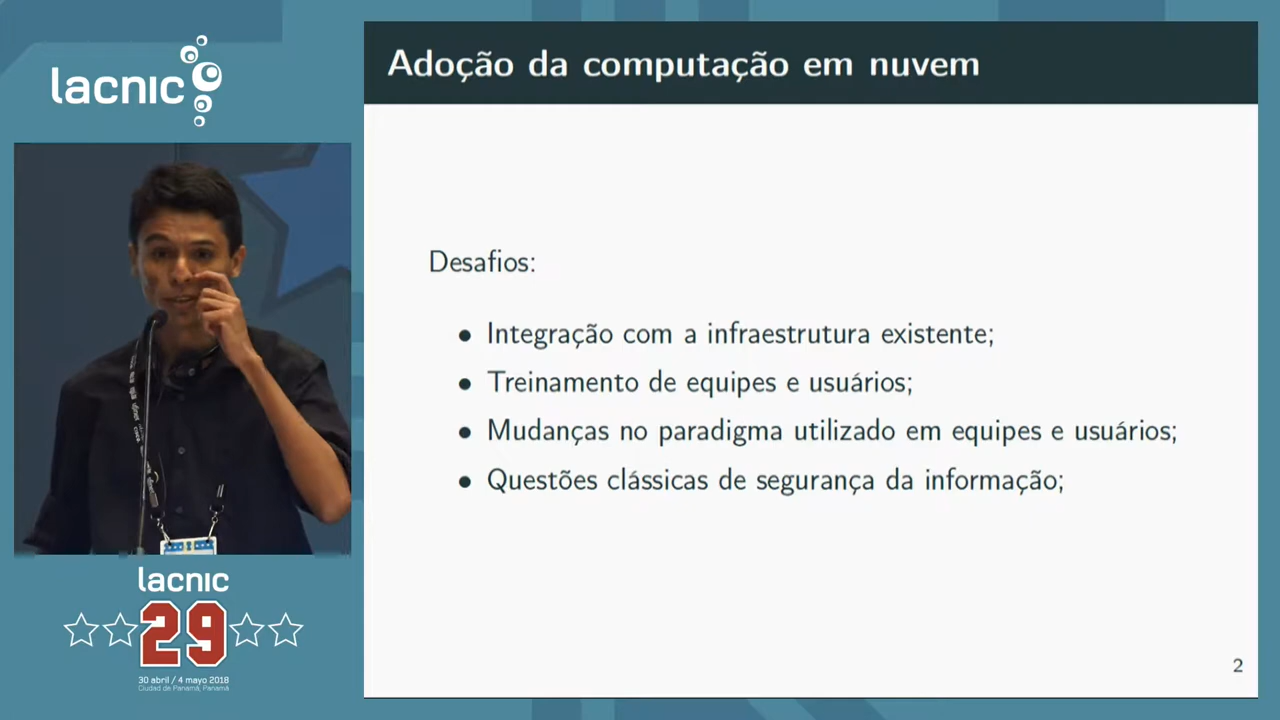 lacnic
Adoção da computação em nuvem
Desafios:
• Integração com a infraestrutura existente;
• Treinamento de equipes e usuários;
• Mudanças no paradigma utilizado em equipes e usuários;
• Questões clássicas de segurança da informação;
2
lacnic
29
30 abril / 4 mayo 2018
Ciudad de Panamá, Panamá